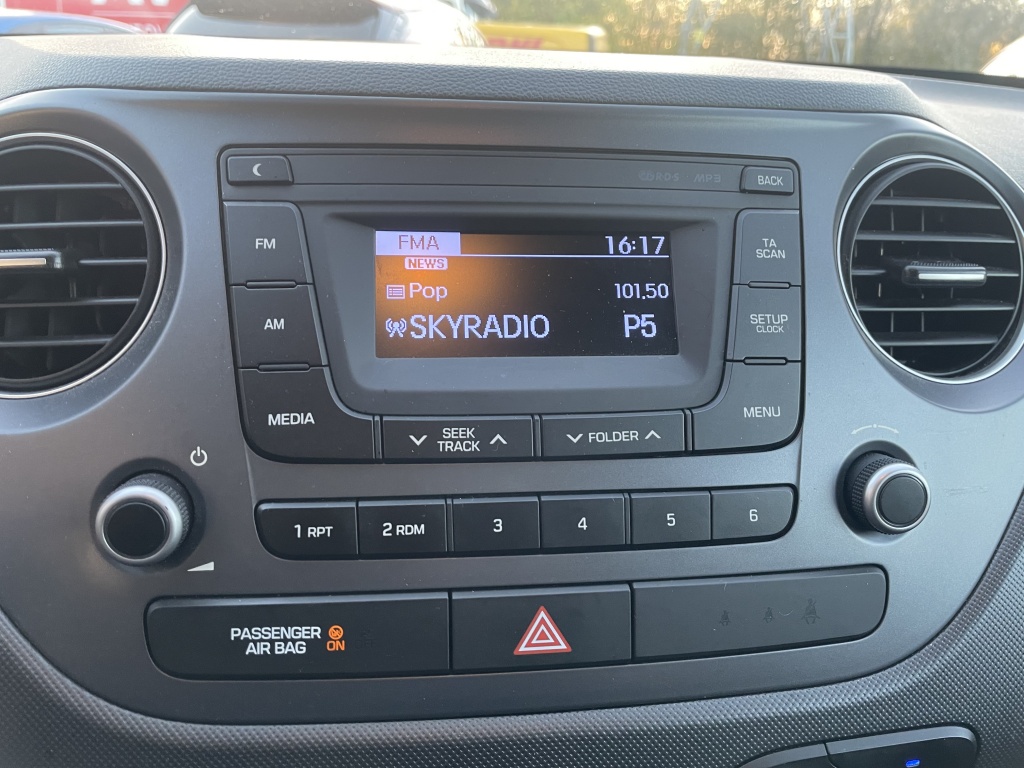 RDS MP3
BACK
FM
AM
MEDIA
FMA 16:17
NEWS
Pop 101.50
SKYRADIO P5
TA
SCAN
SETUP
CLOCK
MENU
SEEK
TRACK
FOLDER
1 RPT
2 RDM
3
4
5
6
PASSENGER
AIR BAG
ON